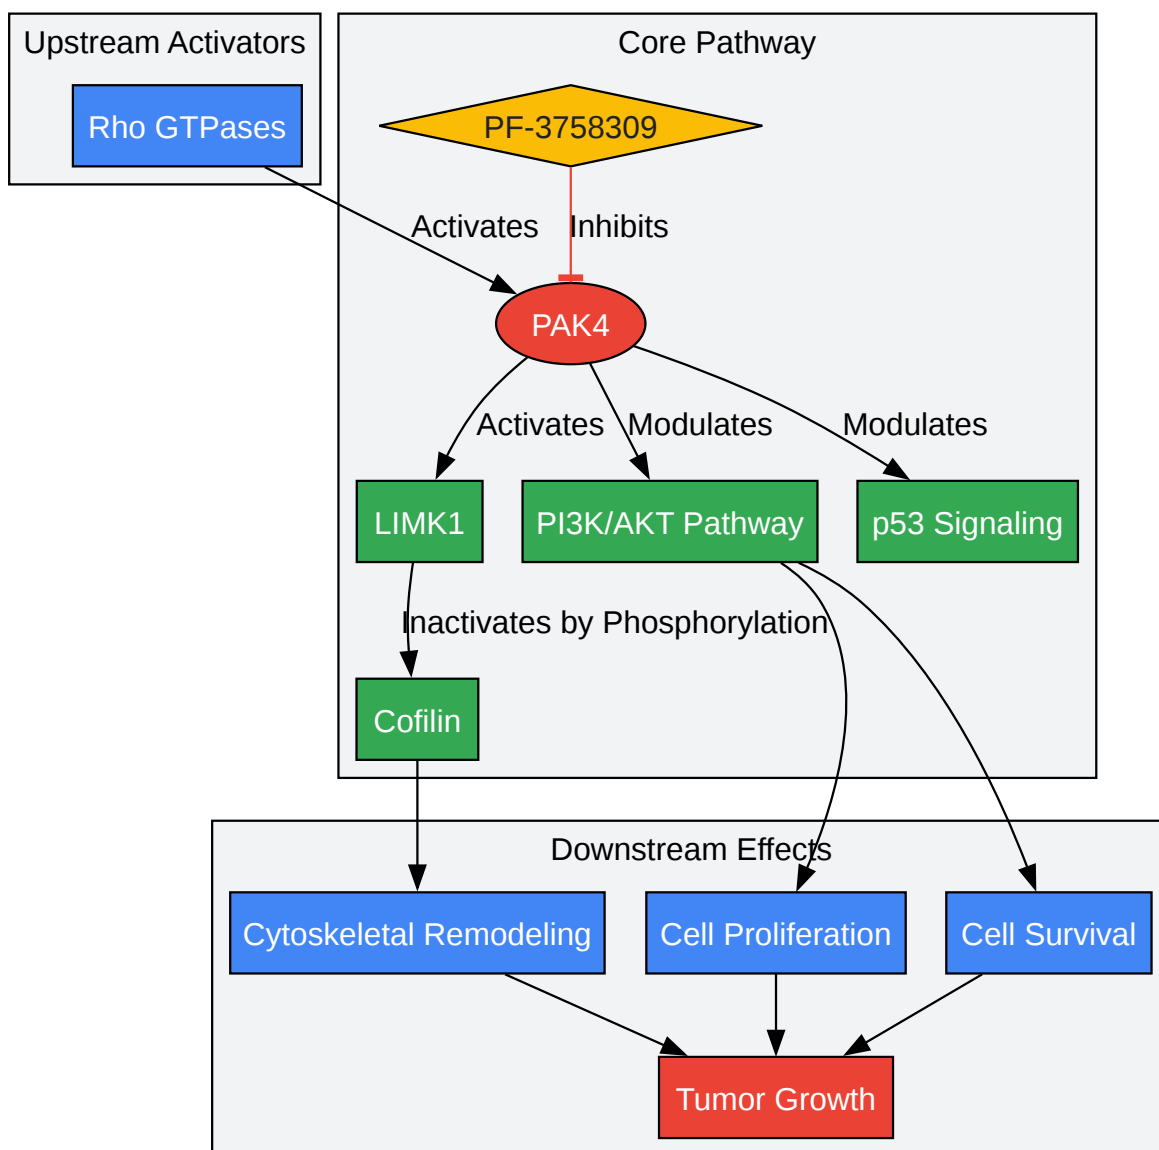 Upstream Activators
Core Pathway
Rho GTPases
PF-3758309
Activates
Inhibits
PAK4
Activates
Modulates
Modulates
LIMK1
PI3K/AKT Pathway
p53 Signaling
Inactivates by Phosphorylation
Cofilin
Downstream Effects
Cytoskeletal Remodeling
Cell Proliferation
Cell Survival
Tumor Growth